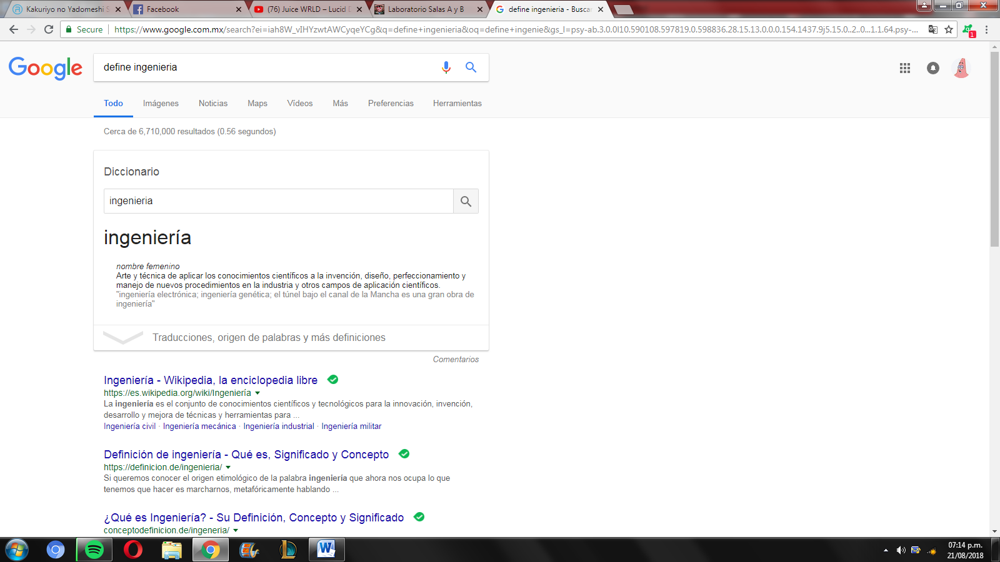 Kakuriyo no Yadomeshi S
Facebook
(76) Juice WRLD – Lucid D
Laboratorio Salas A y B
define ingenieria - Buscar
Secure
https://www.google.com.mx/search?ei=iah8W_vIHYzwtAWCyqeYCg&q=define+ingenieria&oq=define+ingenie&gs_l=psy-ab.3.0.0l10.590108.597819.0.598836.28.15.13.0.0.0.154.1437.9j5.15.0..2..0...1.1.64.psy-...
1
Google
define ingenieria
Todo
Imágenes
Noticias
Maps
Vídeos
Más
Preferencias
Herramientas
Cerca de 6,710,000 resultados (0.56 segundos)
Diccionario
ingenieria
ingeniería
nombre femenino
Arte y técnica de aplicar los conocimientos científicos a la invención, diseño, perfeccionamiento y
manejo de nuevos procedimientos en la industria y otros campos de aplicación científicos.
"ingeniería electrónica; ingeniería genética; el túnel bajo el canal de la Mancha es una gran obra de
ingeniería"
Traducciones, origen de palabras y más definiciones
Comentarios
Ingeniería - Wikipedia, la enciclopedia libre
https://es.wikipedia.org/wiki/Ingeniería
La ingeniería es el conjunto de conocimientos científicos y tecnológicos para la innovación, invención,
desarrollo y mejora de técnicas y herramientas para ...
Ingeniería civil · Ingeniería mecánica · Ingeniería industrial · Ingeniería militar
Definición de ingeniería - Qué es, Significado y Concepto
https://definicion.de/ingenieria/
Si queremos conocer el origen etimológico de la palabra ingeniería que ahora nos ocupa lo que
tenemos que hacer es marcharnos, metafóricamente hablando ...
¿Qué es Ingeniería? - Su Definición, Concepto y Significado
conceptodefinicion.de/ingeneria/
07:14 p.m.
21/08/2018